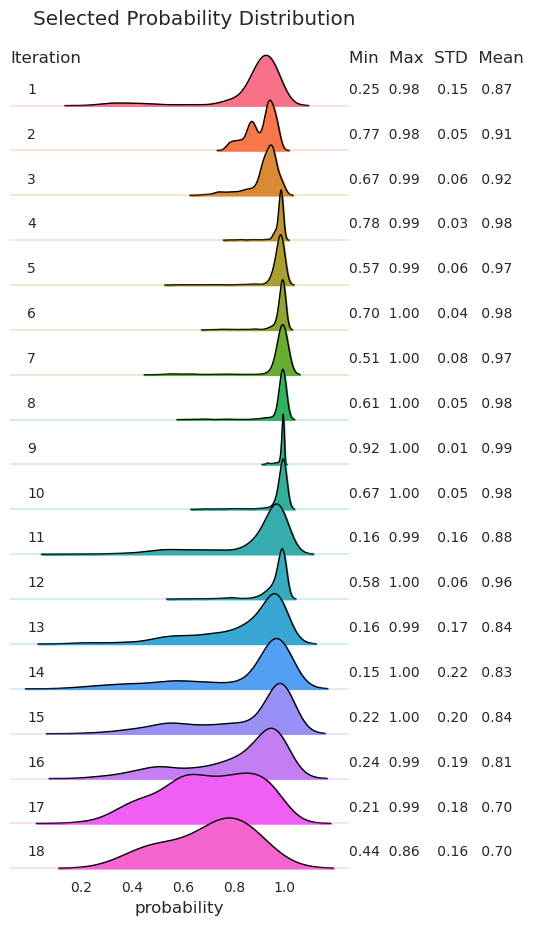 Selected Probability Distribution
Iteration Min Max STD Mean
1 0.25 0.98 0.15 0.87
2 0.77 0.98 0.05 0.91
3 0.67 0.99 0.06 0.92
4 0.78 0.99 0.03 0.98
5 0.57 0.99 0.06 0.97
6 0.70 1.00 0.04 0.98
7 0.51 1.00 0.08 0.97
8 0.61 1.00 0.05 0.98
9 0.92 1.00 0.01 0.99
10 0.67 1.00 0.05 0.98
11 0.16 0.99 0.16 0.88
12 0.58 1.00 0.06 0.96
13 0.16 0.99 0.17 0.84
14 0.15 1.00 0.22 0.83
15 0.22 1.00 0.20 0.84
16 0.24 0.99 0.19 0.81
17 0.21 0.99 0.18 0.70
18 0.44 0.86 0.16 0.70
0.2 0.4 0.6 0.8 1.0
probability